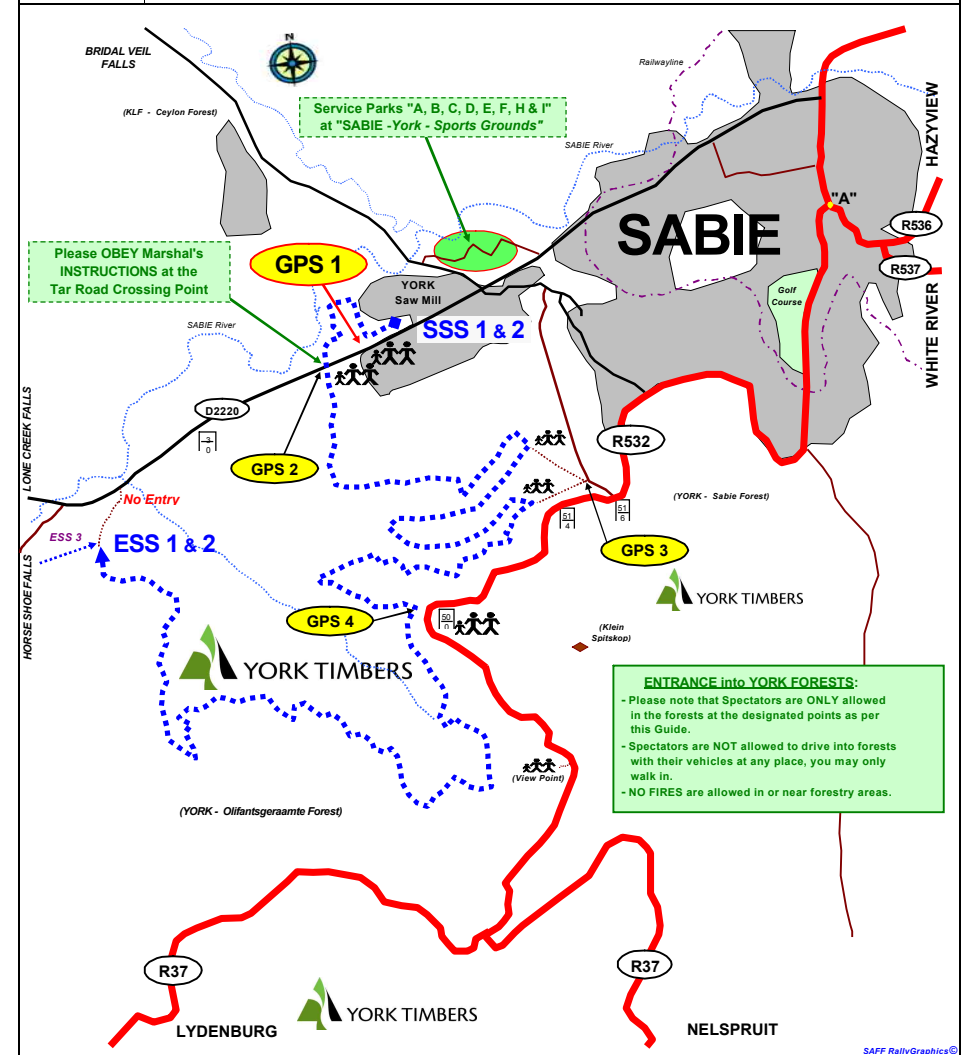 BRIDAL VEIL
FALLS
N
Railwayline
(KLF - Ceylon Forest)
Service Parks "A, B, C, D, E, F, H & I"
at "SABIE -York - Sports Grounds"
SABIE River
HAZYVIEW
"A"
SABIE
R536
R537
Please OBEY Marshal's
INSTRUCTIONS at the
Tar Road Crossing Point
GPS 1
YORK
Saw Mill
Golf
Course
SABIE River
SSS 1 & 2
WHITE RIVER
LONE CREEK FALLS
D2220
3
0
GPS 2
R532
No Entry
(YORK - Sabie Forest)
51
4
51
6
ESS 3
ESS 1 & 2
GPS 3
HORSE SHOE FALLS
YORK TIMBERS
GPS 4
50
0
(Klein
Spitskop)
YORK TIMBERS
ENTRANCE into YORK FORESTS:
- Please note that Spectators are ONLY allowed
in the forests at the designated points as per
this Guide.
- Spectators are NOT allowed to drive into forests
with their vehicles at any place, you may only
walk in.
- NO FIRES are allowed in or near forestry areas.
(View Point)
(YORK - Olifantsgeraamte Forest)
R37
R37
YORK TIMBERS
LYDENBURG
NELSPRUIT
SAFF RallyGraphics©